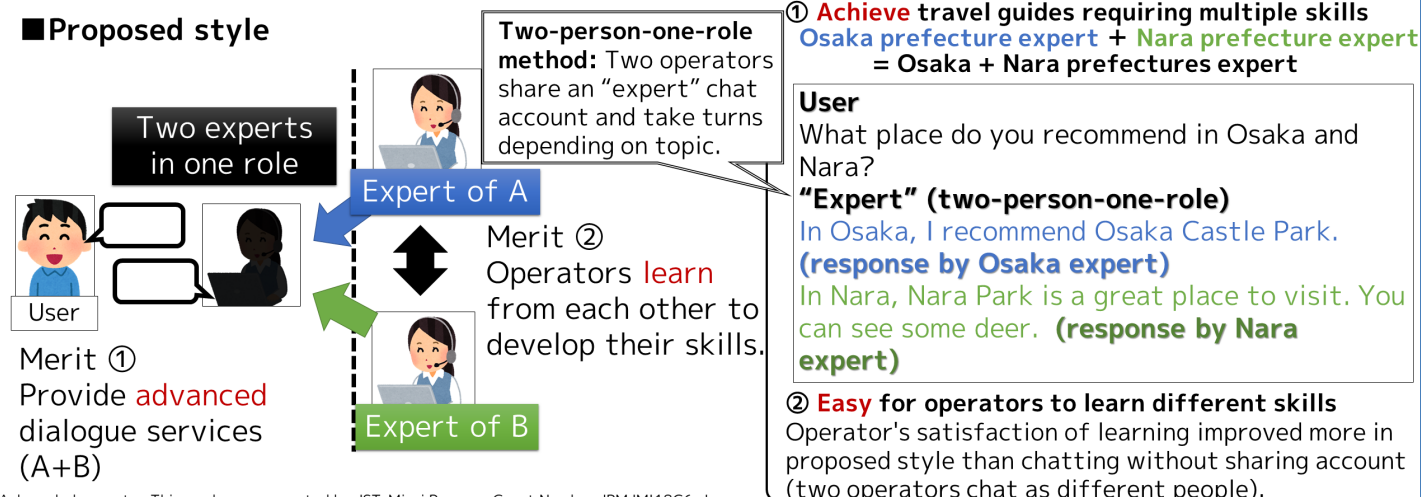 ■Proposed style
Two experts
in one role
User
Merit ①
Provide advanced
dialogue services
(A+B)
Expert of A
Expert of B
Merit ②
Operators learn
from each other to
develop their skills.
Two-person-one-role
method: Two operators
share an “expert” chat
account and take turns
depending on topic.
① Achieve travel guides requiring multiple skills
Osaka prefecture expert + Nara prefecture expert
= Osaka + Nara prefectures expert
User
What place do you recommend in Osaka and
Nara?
“Expert” (two-person-one-role)
In Osaka, I recommend Osaka Castle Park.
(response by Osaka expert)
In Nara, Nara Park is a great place to visit. You
can see some deer. (response by Nara
expert)
② Easy for operators to learn different skills
Operator's satisfaction of learning improved more in
proposed style than chatting without sharing account
(two operators chat as different people).